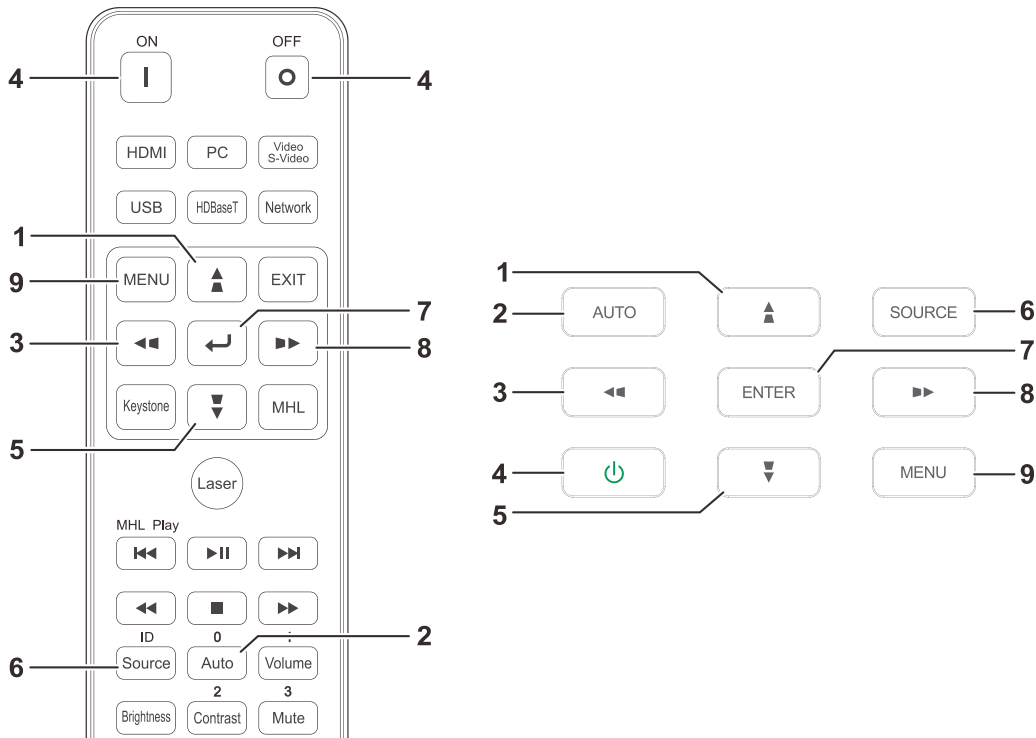 ON OFF
4 4
HDMI PC Video S-Video
USB HDBaseT Network
1
9 MENU EXIT
7
3 8
Keystone MHL
5
Laser
MHL Play
ID 0 :
2
6 Source Auto Volume
2 3
Brightness Contrast Mute
1
2 AUTO SOURCE 6
7
3 ENTER 8
4 MENU 9
5